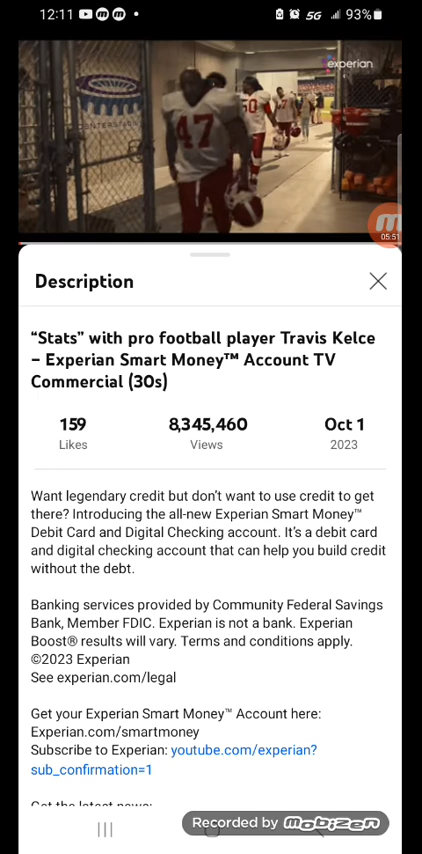 12:11
5G
93%
experian
47
50
05:51
Description
“Stats” with pro football player Travis Kelce
– Experian Smart Money™ Account TV
Commercial (30s)
159
8,345,460
Oct 1
Likes
Views
2023
Want legendary credit but don’t want to use credit to get
there? Introducing the all-new Experian Smart Money™
Debit Card and Digital Checking account. It’s a debit card
and digital checking account that can help you build credit
without the debt.
Banking services provided by Community Federal Savings
Bank, Member FDIC. Experian is not a bank. Experian
Boost® results will vary. Terms and conditions apply.
©2023 Experian
See experian.com/legal
Get your Experian Smart Money™ Account here:
Experian.com/smartmoney
Subscribe to Experian: youtube.com/experian?
sub_confirmation=1
Get the latest news:
Recorded by mobizen